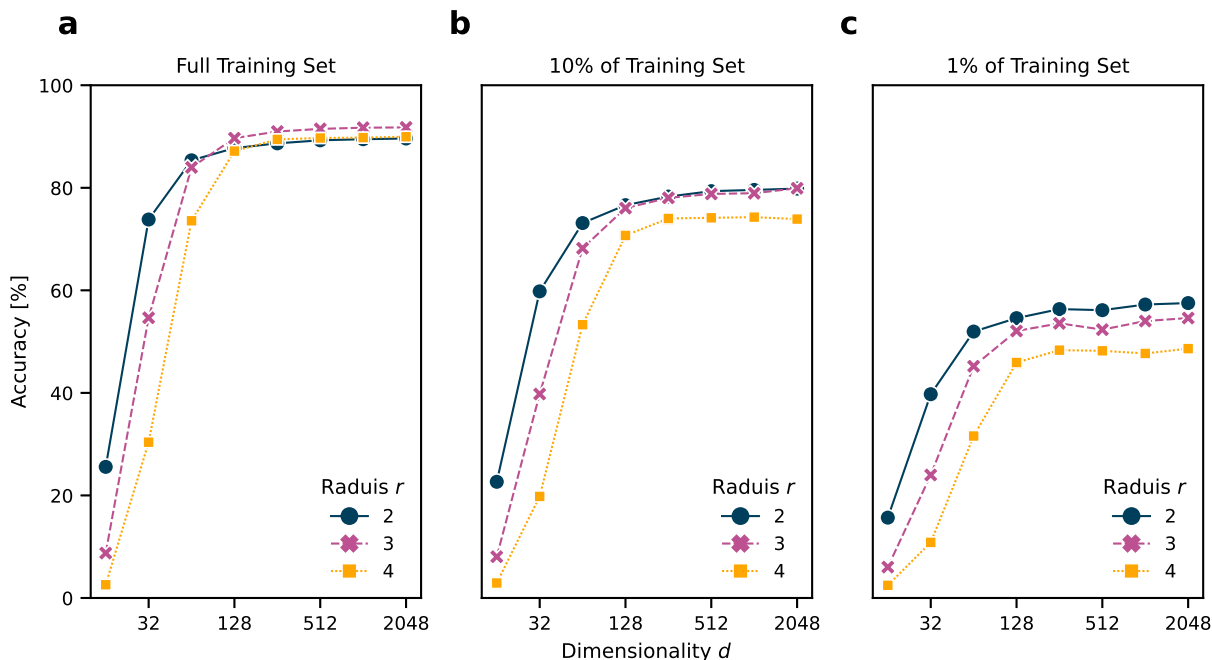 a
b
c
Full Training Set
10% of Training Set
1% of Training Set
Accuracy [%]
100
80
60
40
20
0
Raduis r
2
3
4
Raduis r
2
3
4
Raduis r
2
3
4
32 128 512 2048
32 128 512 2048
32 128 512 2048
Dimensionality d